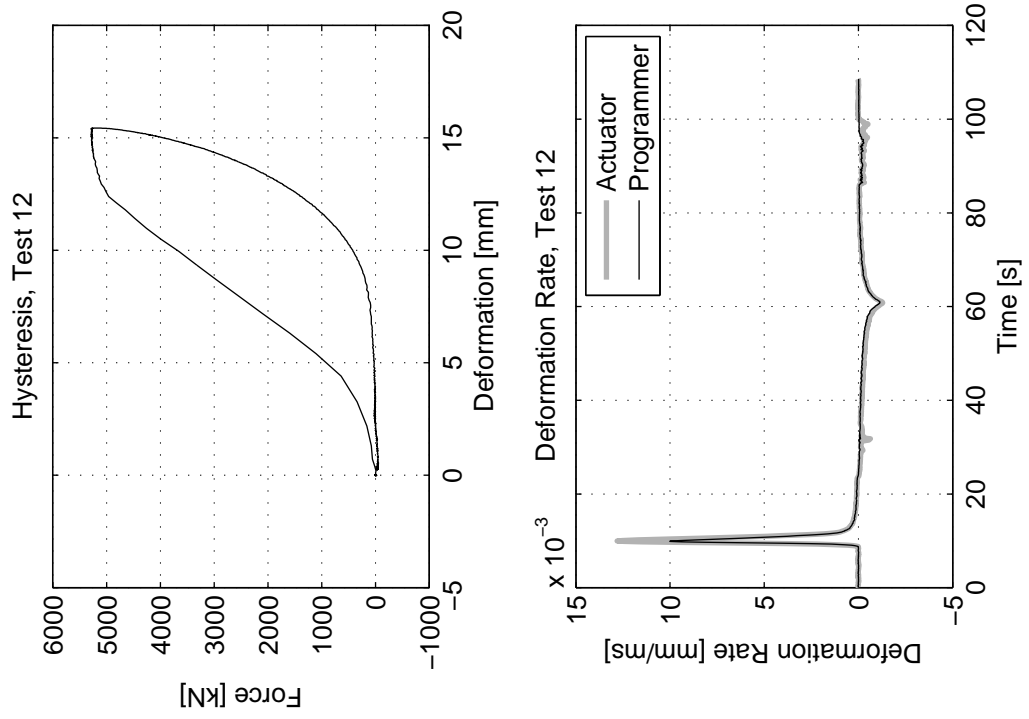 Hysteresis, Test 12
Force [kN]
6000
5000
4000
3000
2000
1000
0
−1000
−5
0
5
10
15
20
Deformation [mm]
Deformation Rate, Test 12
x 10−3
Deformation Rate [mm/ms]
15
10
5
0
−5
Actuator
Programmer
0
20
40
60
80
100
120
Time [s]